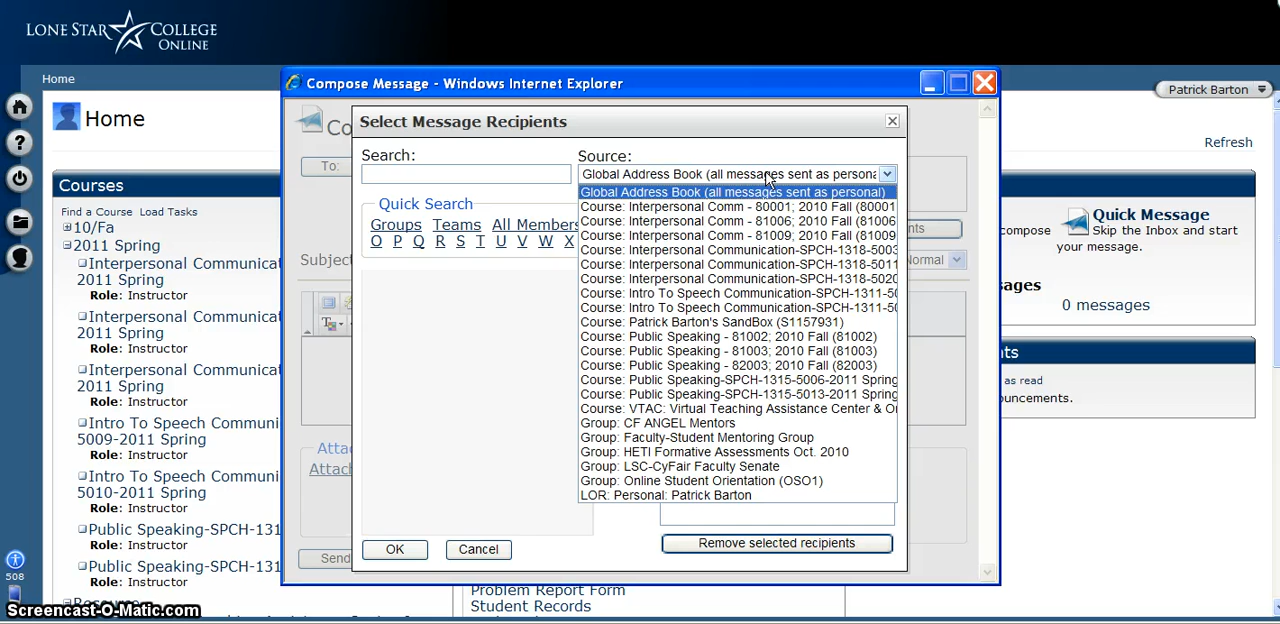 LONE STAR COLLEGE
ONLINE
Home
Patrick Barton
Home
Refresh
Courses
Find a Course Load Tasks
10/Fa
2011 Spring
Interpersonal Communicat
2011 Spring
Role: Instructor
Interpersonal Communicat
2011 Spring
Role: Instructor
Interpersonal Communicat
2011 Spring
Role: Instructor
Intro To Speech Commun
5009-2011 Spring
Role: Instructor
Intro To Speech Commun
5010-2011 Spring
Role: Instructor
Public Speaking-SPCH-131
Role: Instructor
Public Speaking-SPCH-131
Role: Instructor
508
Compose Message - Windows Internet Explorer
Co
To:
Subject
Attac
Attach
Send
Select Message Recipients
Search:
Source:
Global Address Book (all messages sent as persona
Quick Search
Groups Teams All Members
O P Q R S T U V W X
Global Address Book (all messages sent as personal)
Course: Interpersonal Comm - 80001; 2010 Fall (80001
Course: Interpersonal Comm - 81006; 2010 Fall (81006
Course: Interpersonal Comm - 81009; 2010 Fall (81009
Course: Interpersonal Communication-SPCH-1318-5003
Course: Interpersonal Communication-SPCH-1318-5011
Course: Interpersonal Communication-SPCH-1318-5020
Course: Intro To Speech Communication-SPCH-1311-50
Course: Intro To Speech Communication-SPCH-1311-50
Course: Patrick Barton's SandBox (S1157931)
Course: Public Speaking - 81002; 2010 Fall (81002)
Course: Public Speaking - 81003; 2010 Fall (81003)
Course: Public Speaking - 82003; 2010 Fall (82003)
Course: Public Speaking-SPCH-1315-5006-2011 Spring
Course: Public Speaking-SPCH-1315-5013-2011 Spring
Course: VTAC: Virtual Teaching Assistance Center & O
Group: CF ANGEL Mentors
Group: Faculty-Student Mentoring Group
Group: HETI Formative Assessments Oct. 2010
Group: LSC-CyFair Faculty Senate
Group: Online Student Orientation (OSO1)
LOR: Personal: Patrick Barton
OK
Cancel
Remove selected recipients
nts
Normal
compose
Quick Message
Skip the Inbox and start
your message.
sages
0 messages
nts
as read
ouncements.
Problem Report Form
Student Records
Screencast-O-Matic.com